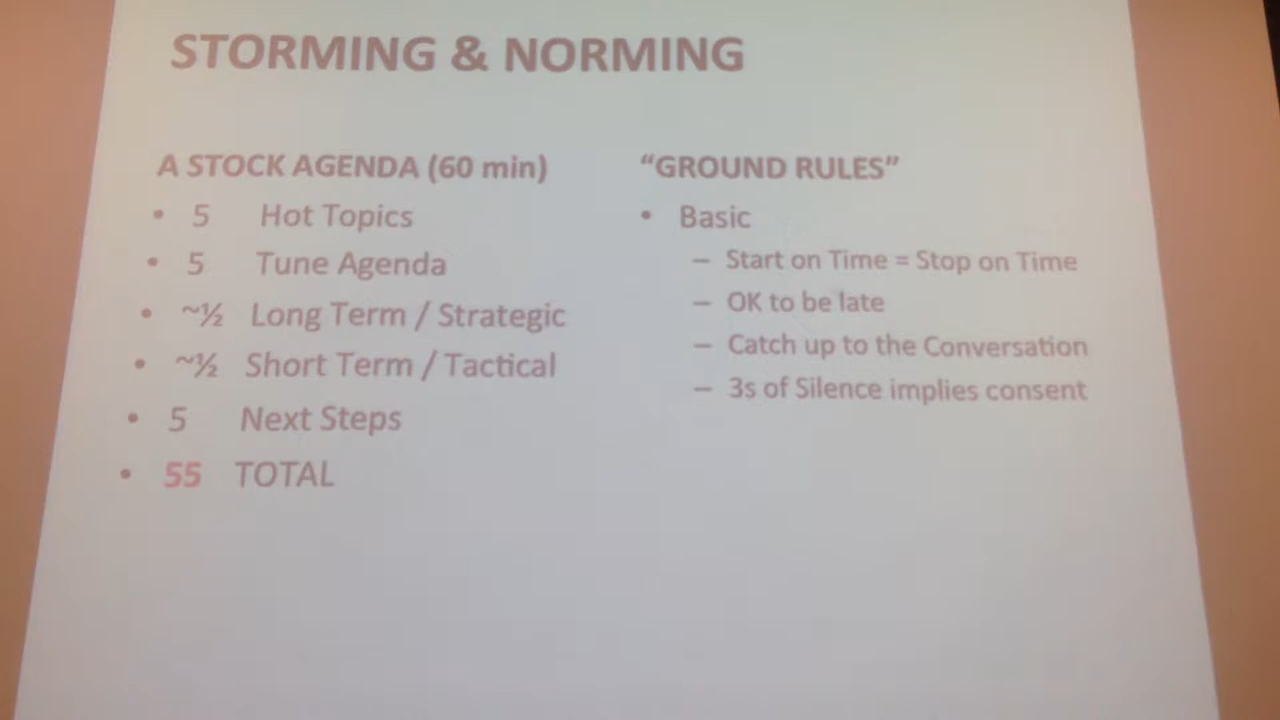 STORMING & NORMING
A STOCK AGENDA (60 min)
• 5 Hot Topics
• 5 Tune Agenda
• ~½ Long Term / Strategic
• ~½ Short Term / Tactical
• 5 Next Steps
• 55 TOTAL
“GROUND RULES”
• Basic
– Start on Time = Stop on Time
– OK to be late
– Catch up to the Conversation
– 3s of Silence implies consent